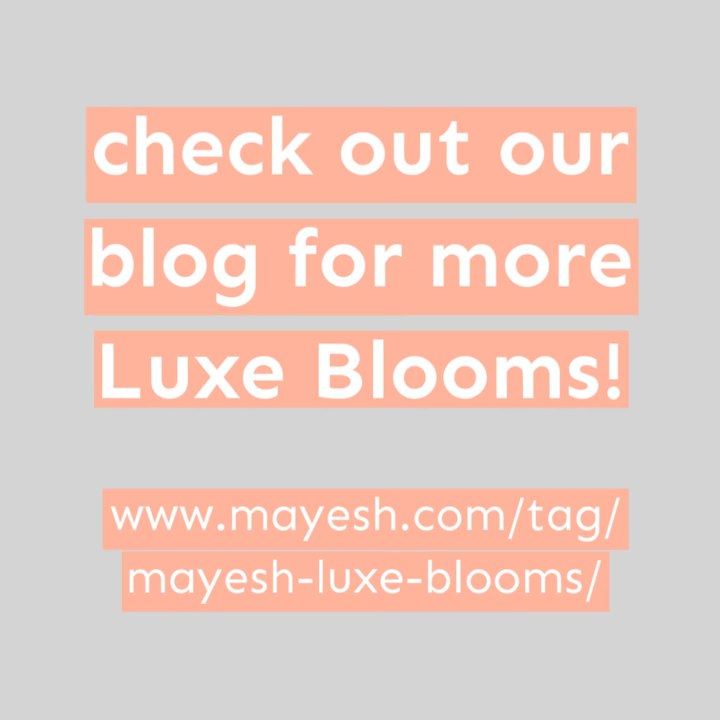 check out our
blog for more
Luxe Blooms!
www.mayesh.com/tag/
mayesh-luxe-blooms/